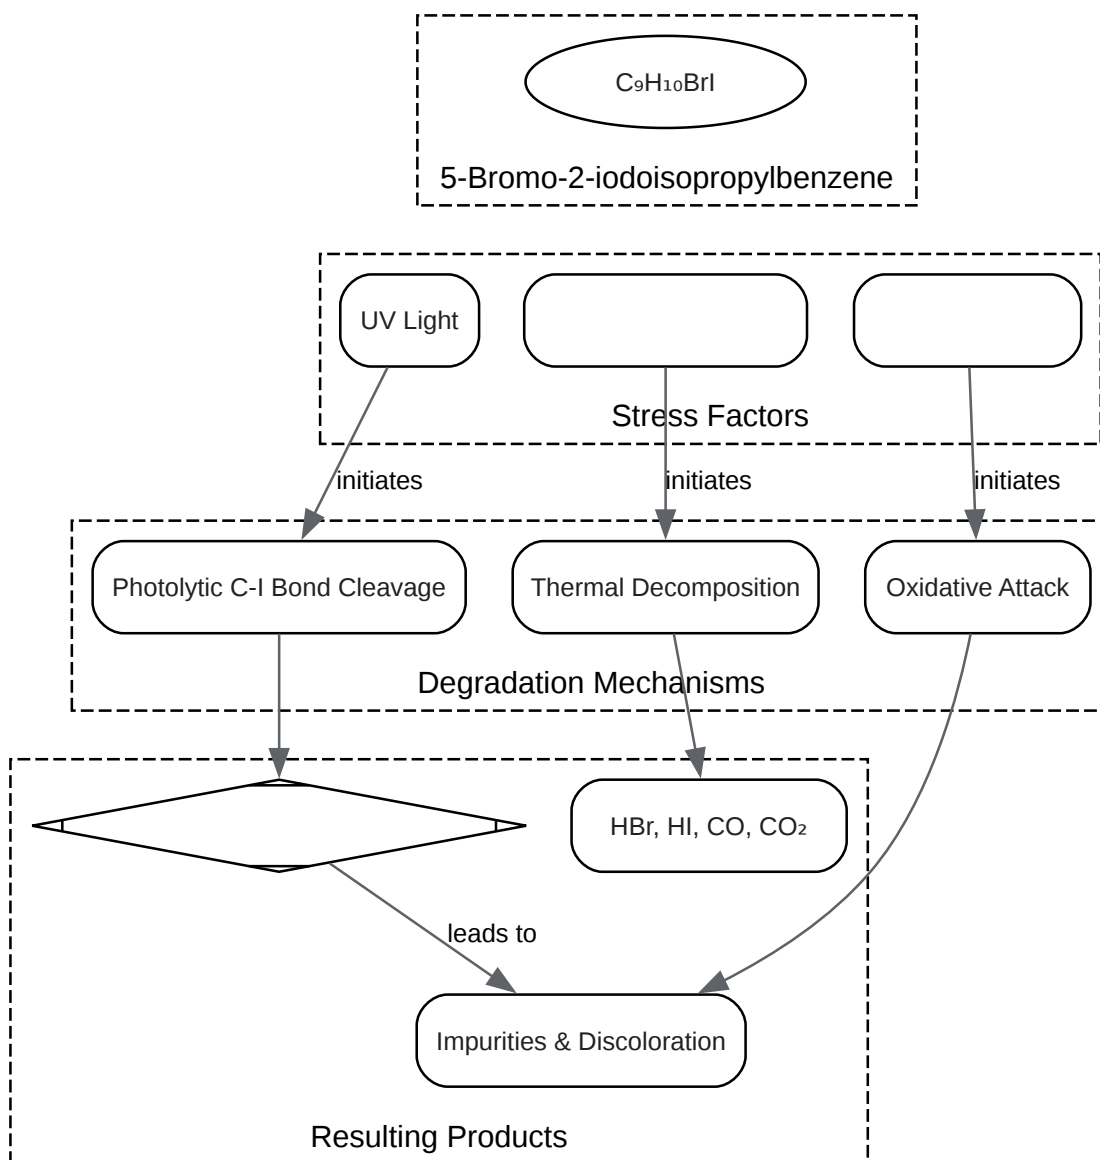 C₉H₁₀BrI
5-Bromo-2-iodoisopropylbenzene
UV Light
Stress Factors
initiates
initiates
initiates
Photolytic C-I Bond Cleavage
Thermal Decomposition
Oxidative Attack
Degradation Mechanisms
HBr, HI, CO, CO₂
leads to
Impurities & Discoloration
Resulting Products